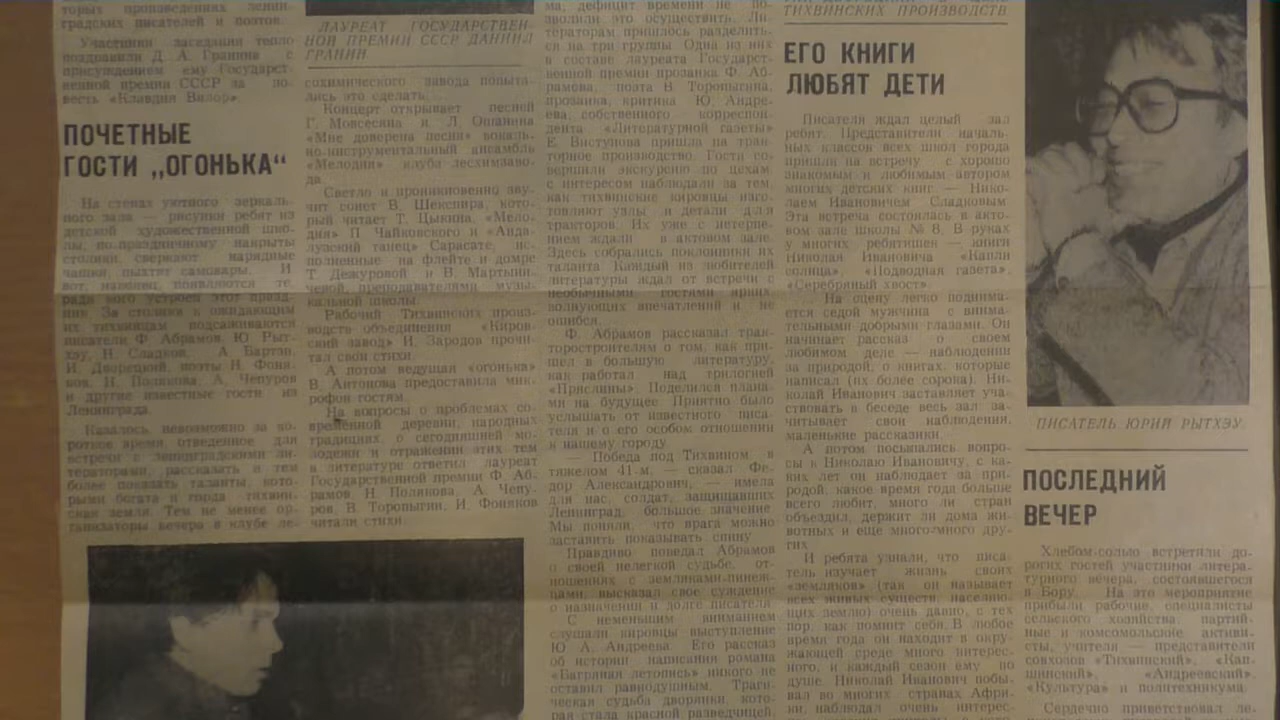 торых произведениях ленин-
градских писателей и поэтов.
Участники заседания тепло
поздравили Д. А. Гранина с
присуждением ему Государст-
венной премии СССР за по-
весть «Клавдия Вилор».
ПОЧЕТНЫЕ
ГОСТИ „ОГОНЬКА“
На стенах уютного зеркаль-
ного зала — рисунки ребят из
детской художественной шко-
лы, по-праздничному накрыты
столики, сверкают нарядные
чашки, пыхтят самовары. И
вот, наконец, появляются те,
ради кого устроен этот празд-
ник. За столики к ожидающим
их тихвинцам подсаживаются
писатели Ф. Абрамов, Ю. Рыт-
хэу, Н. Сладков, А. Бартэн,
И. Дворецкий, поэты И. Фоня-
ков, Н. Полякова, А. Чепуров
и другие известные гости из
Ленинграда.
Казалось, невозможно за ко-
роткое время, отведенное для
встречи с ленинградскими ли-
тераторами, рассказать и тем
более показать таланты, кото-
рыми богата и горда тихвин-
ская земля. Тем не менее ор-
ганизаторы вечера в клубе ле-
ЛАУРЕАТ ГОСУДАРСТВЕН-
НОЙ ПРЕМИИ СССР ДАНИИЛ
ГРАНИН.
сохимического завода попыта-
лись это сделать...
Концерт открывает песней
Г. Мовсесяна и Л. Ошанина
«Мне доверена песня» вокаль-
но-инструментальный ансамбль
«Мелодия» клуба лесхимзаво-
да.
Светло и проникновенно зву-
чит сонет В. Шекспира, кото-
рый читает Т. Цыкина, «Мело-
дия» П. Чайковского и «Анда-
лузский танец» Сарасате, ис-
полненные на флейте и домре
Т. Дежуровой и В. Мартыни-
чевой, преподавателями музы-
кальной школы.
Рабочий Тихвинских произ-
водств объединения «Киров-
ский завод» И. Зародов прочи-
тал свои стихи.
А потом ведущая «огонька»
В. Антонова предоставила мик-
рофон гостям.
На вопросы о проблемах со-
временной деревни, народных
традициях, о сегодняшней мо-
лодежи и отражении этих тем
в литературе ответил лауреат
Государственной премии Ф. Аб-
рамов. Н. Полякова, А. Чепу-
ров, В. Торопыгин, И. Фоняков
читали стихи.
ма, дефицит времени не по-
зволили это осуществить. Ли-
тераторам пришлось разделить-
ся на три группы. Одна из них
в составе лауреата Государст-
венной премии прозаика Ф. Аб-
рамова, поэта В. Торопыгина,
прозаика, критика Ю. Андре-
ева, собственного корреспон-
дента «Литературной газеты»
Е. Вистунова пришла на трак-
торное производство. Гости со-
вершили экскурсию по цехам,
с интересом наблюдали за тем,
как тихвинские кировцы изго-
товляют узлы и детали для
тракторов. Их уже с нетерпе-
нием ждали в актовом зале.
Здесь собрались поклонники их
таланта. Каждый из любителей
литературы ждал от встречи с
необычными гостями ярких,
волнующих впечатлений и не
ошибся.
Ф. Абрамов рассказал трак-
торостроителям о том, как при-
шел в большую литературу,
как работал над трилогией
«Пряслины». Поделился плана-
ми на будущее. Приятно было
услышать от известного писа-
теля и о его особом отношении
к нашему городу.
— Победа под Тихвином в
тяжелом 41-м, — сказал Фе-
дор Александрович, — имела
для нас, солдат, защищавших
Ленинград, большое значение.
Мы поняли, что врага можно
заставить показывать спину.
Правдиво поведал Абрамов
о своей нелегкой судьбе, от-
ношениях с земляками-пинеж-
цами, высказал свое суждение
о назначении и долге писателя.
С неменьшим вниманием
слушали кировцы выступление
Ю. А. Андреева. Его рассказ
об истории написания романа
«Багряная летопись» никого не
оставил равнодушным. Траги-
ческая судьба дворянки, кото-
рая стала красной разведчицей,
ТИХВИНСКИХ ПРОИЗВОДСТВ
ЕГО КНИГИ
ЛЮБЯТ ДЕТИ
Писателя ждал целый зал
ребят. Представители началь-
ных классов всех школ города
пришли на встречу с хорошо
знакомым и любимым автором
многих детских книг — Нико-
лаем Ивановичем Сладковым.
Эта встреча состоялась в акто-
вом зале школы № 8. В руках
у многих ребятишек — книги
Николая Ивановича «Капли
солнца», «Подводная газета»,
«Серебряный хвост».
На сцену легко поднима-
ется седой мужчина с внима-
тельными добрыми глазами. Он
начинает рассказ о своем
любимом деле — наблюдении
за природой, о книгах, которые
написал (их более сорока). Ни-
колай Иванович заставляет уча-
ствовать в беседе весь зал: за-
читывает свои наблюдения,
маленькие рассказики.
А потом посыпались вопро-
сы к Николаю Ивановичу, с ка-
ких лет он наблюдает за при-
родой, какое время года больше
всего любит, много ли стран
объездил, держит ли дома жи-
вотных и еще много-много дру-
гих.
И ребята узнали, что писа-
тель изучает жизнь своих
«земляков» (так он называет
всех живых существ, населяю-
щих землю) очень давно, с тех
пор, как помнит себя. В любое
время года он находит в окру-
жающей среде много интерес-
ного, и каждый сезон ему по
душе. Николай Иванович побы-
вал во многих странах Афри-
ки, наблюдал очень интерес-
ПИСАТЕЛЬ ЮРИЙ РЫТХЭУ.
ПОСЛЕДНИЙ
ВЕЧЕР
Хлебом-солью встретили до-
рогих гостей участники литера-
турного вечера, состоявшегося
в Бору. На это мероприятие
прибыли рабочие, специалисты
сельского хозяйства, партий-
ные и комсомольские активи-
сты, учителя — представители
совхозов «Тихвинский», «Кап-
шинский», «Андреевский»,
«Культура» и политехникума.
Сердечно приветствовал ле-